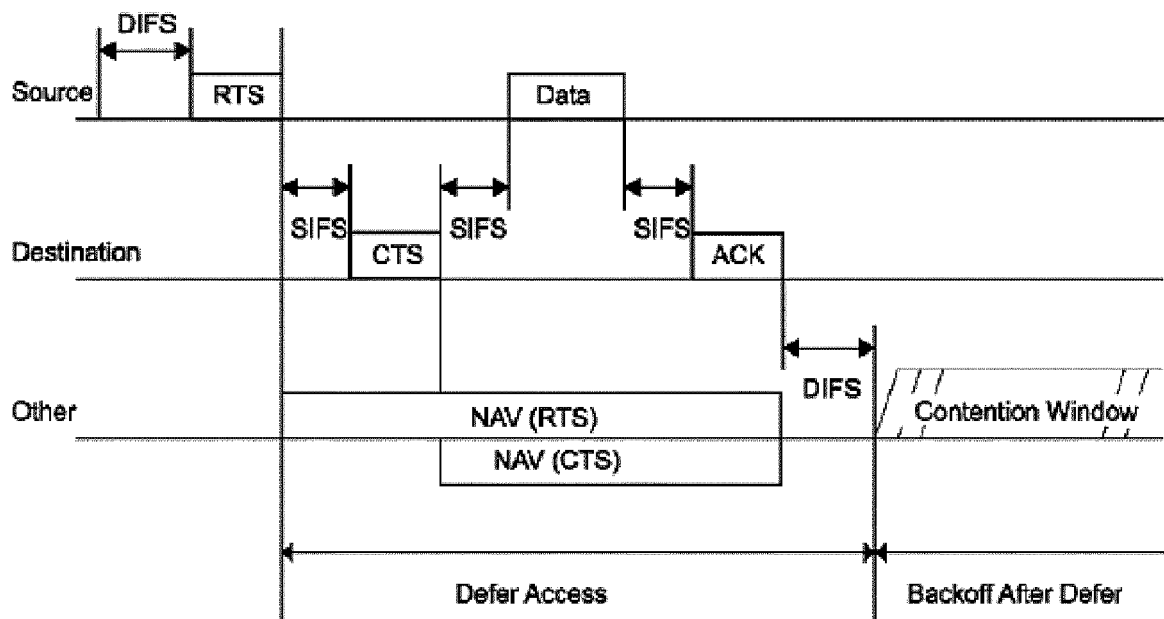 DIFS
Source
RTS
Data
SIFS
SIFS
SIFS
Destination
CTS
ACK
DIFS
Other
NAV (RTS)
Contention Window
NAV (CTS)
Defer Access
Backoff After Defer